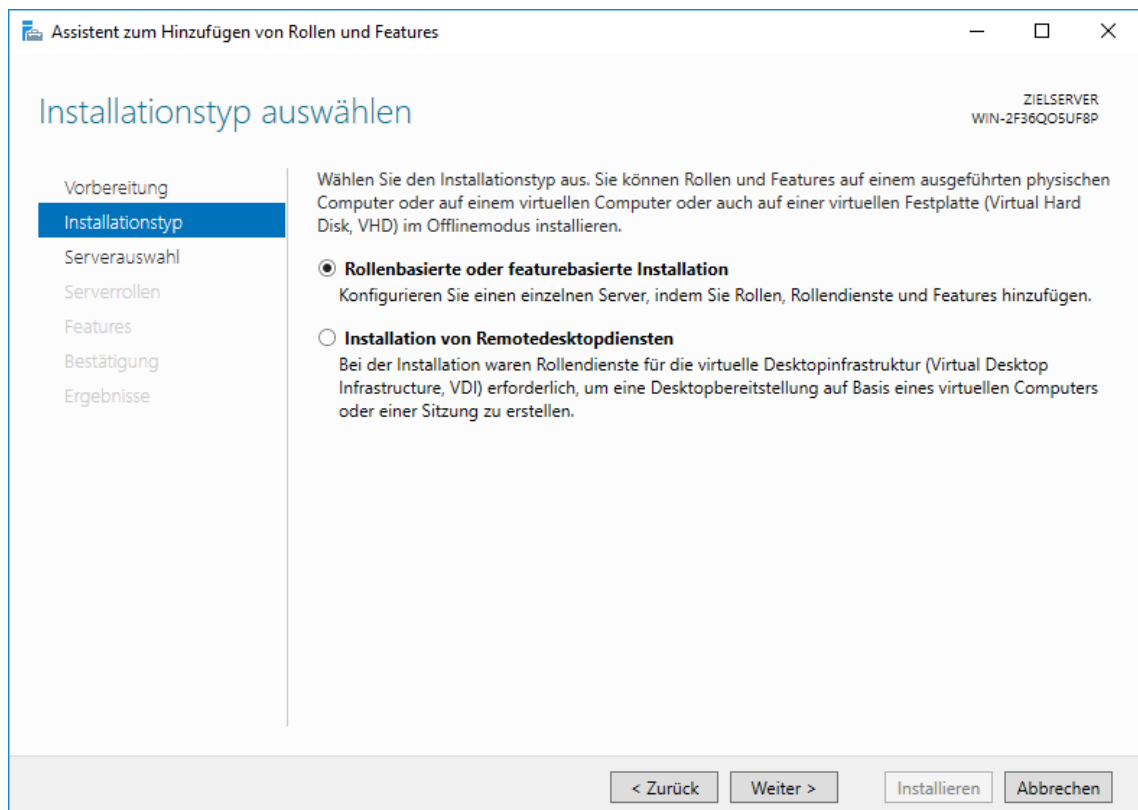 Assistent zum Hinzufügen von Rollen und Features
Installationstyp auswählen
ZIELSERVER
WIN-2F36QO5UF8P
Vorbereitung
Installationstyp
Serverauswahl
Serverrollen
Features
Bestätigung
Ergebnisse
Wählen Sie den Installationstyp aus. Sie können Rollen und Features auf einem ausgeführten physischen
Computer oder auf einem virtuellen Computer oder auch auf einer virtuellen Festplatte (Virtual Hard
Disk, VHD) im Offlinemodus installieren.
Rollenbasierte oder featurebasierte Installation
Konfigurieren Sie einen einzelnen Server, indem Sie Rollen, Rollendienste und Features hinzufügen.
Installation von Remotedesktopdiensten
Bei der Installation waren Rollendienste für die virtuelle Desktopinfrastruktur (Virtual Desktop
Infrastructure, VDI) erforderlich, um eine Desktopbereitstellung auf Basis eines virtuellen Computers
oder einer Sitzung zu erstellen.
< Zurück
Weiter >
Installieren
Abbrechen